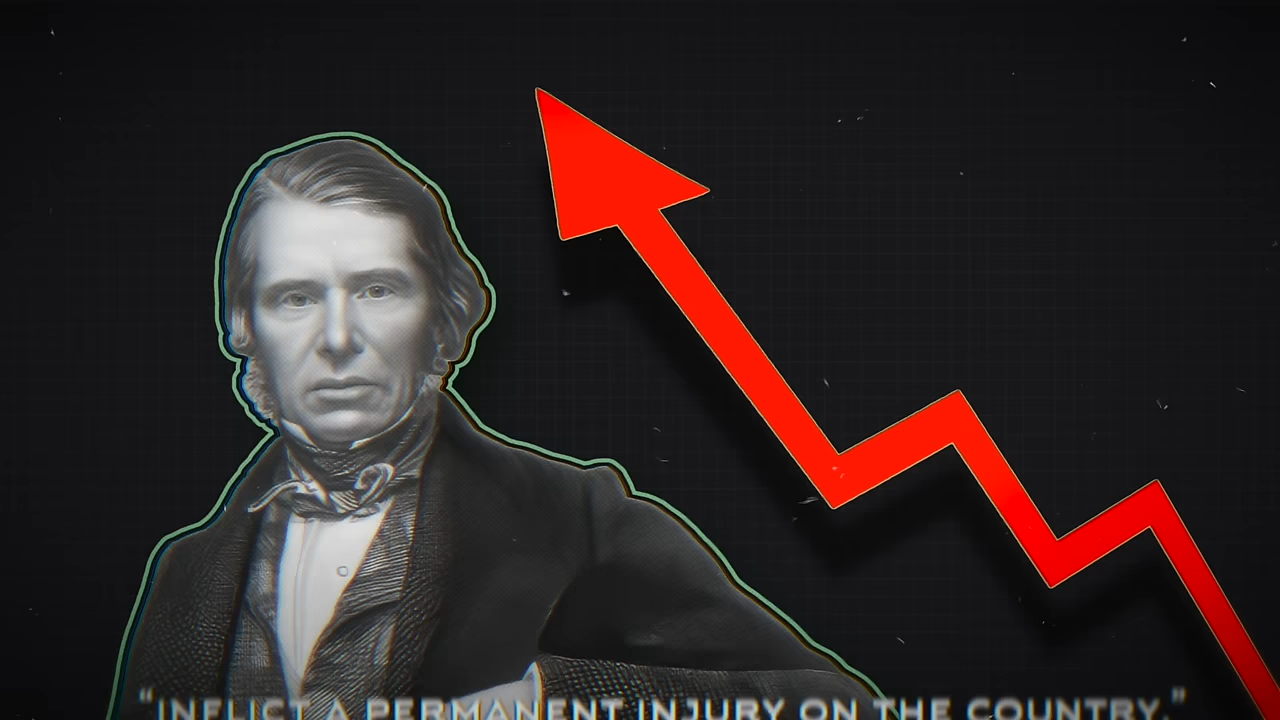 “INFLICT A PERMANENT INJURY ON THE COUNTRY.”